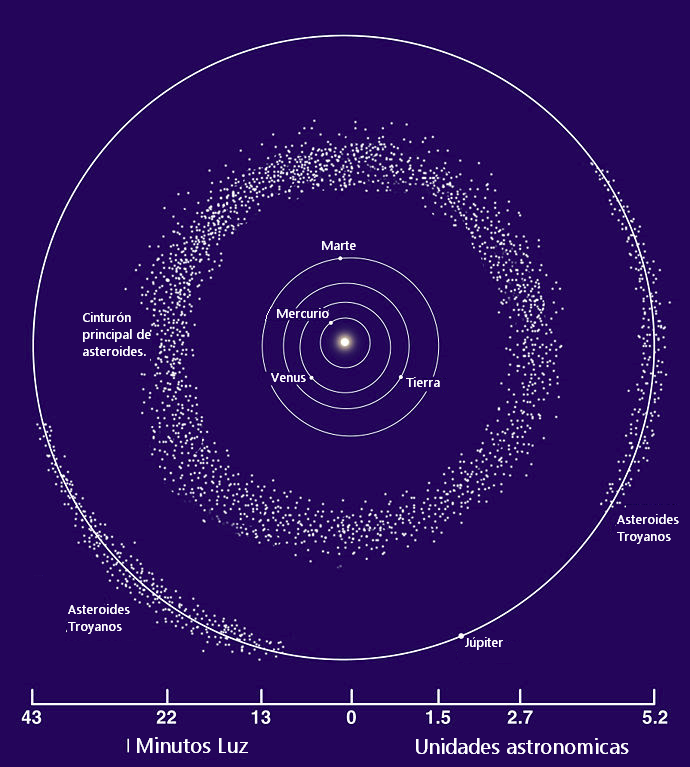 Marte
Mercurio
Cinturón
principal de
asteroides.
Venus
Tierra
Asteroides
Troyanos
Asteroides
.Troyanos
Júpiter
43 22 13 0 1.5 2.7 5.2
| Minutos Luz Unidades astronomicas